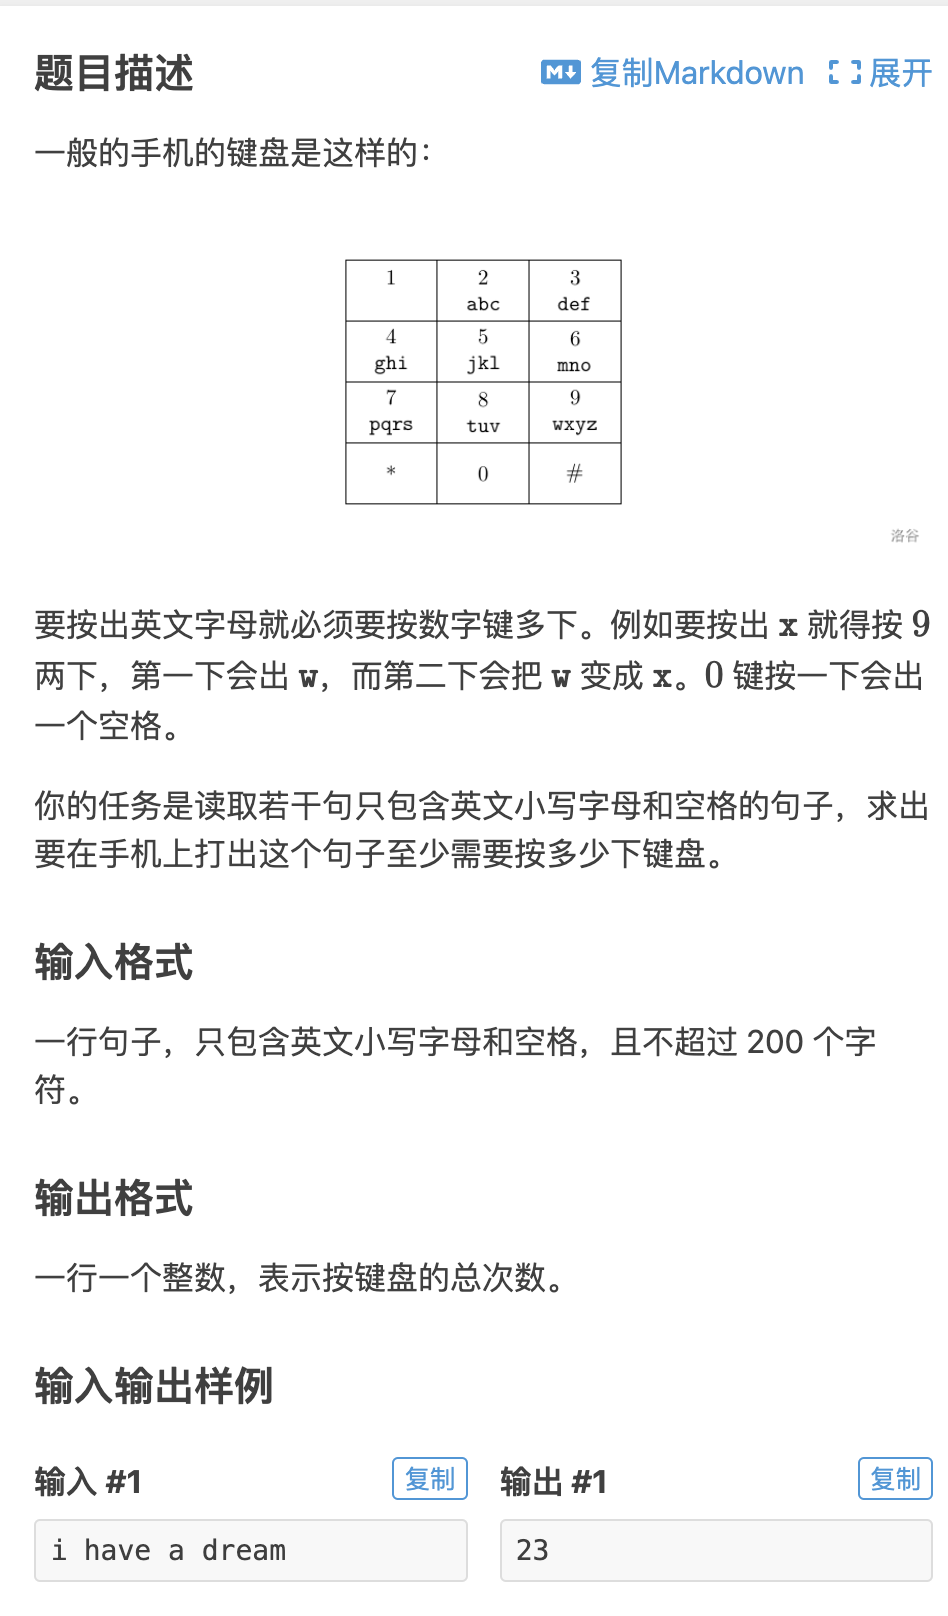 题目描述
复制Markdown 展开
一般的手机的键盘是这样的：
1 2 3
abc def
4 5 6
ghi jkl mno
7 8 9
pqrs tuv wxyz
* 0 #
洛谷
要按出英文字母就必须要按数字键多下。例如要按出 x 就得按 9
两下，第一下会出 w，而第二下会把 w 变成 x。0 键按一下会出
一个空格。
你的任务是读取若干句只包含英文小写字母和空格的句子，求出
要在手机上打出这个句子至少需要按多少下键盘。
输入格式
一行句子，只包含英文小写字母和空格，且不超过 200 个字
符。
输出格式
一行一个整数，表示按键盘的总次数。
输入输出样例
输入 #1 复制
i have a dream
输出 #1 复制
23